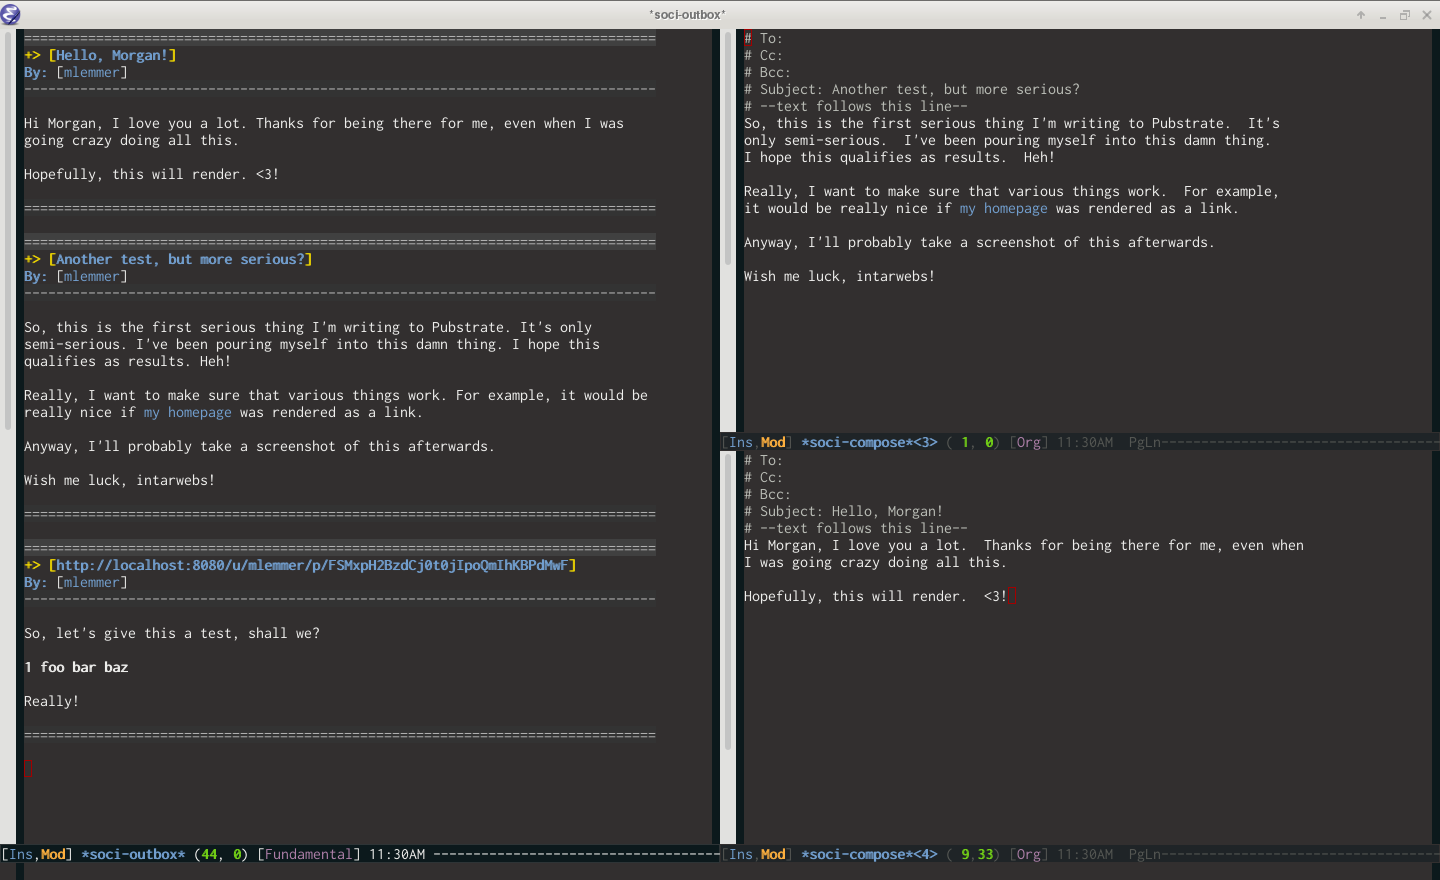 *soci-outbox*
===============================================================================
+> [Hello, Morgan!]
By: [mlemmer]
-------------------------------------------------------------------------------
Hi Morgan, I love you a lot. Thanks for being there for me, even when I was
going crazy doing all this.
Hopefully, this will render. <3!
===============================================================================
===============================================================================
+> [Another test, but more serious?]
By: [mlemmer]
-------------------------------------------------------------------------------
So, this is the first serious thing I'm writing to Pubstrate. It's only
semi-serious. I've been pouring myself into this damn thing. I hope this
qualifies as results. Heh!
Really, I want to make sure that various things work. For example, it would be
really nice if my homepage was rendered as a link.
Anyway, I'll probably take a screenshot of this afterwards.
Wish me luck, intarwebs!
===============================================================================
===============================================================================
+> [http://localhost:8080/u/mlemmer/p/FSMxpH2BzdCj0t0jIpoQmIhKBPdMwF]
By: [mlemmer]
-------------------------------------------------------------------------------
So, let's give this a test, shall we?
1 foo bar baz
Really!
===============================================================================
[Ins,Mod] *soci-outbox* (44, 0) [Fundamental] 11:30AM ------------------------------------
# To:
# Cc:
# Bcc:
# Subject: Another test, but more serious?
# --text follows this line--
So, this is the first serious thing I'm writing to Pubstrate.  It's
only semi-serious.  I've been pouring myself into this damn thing.
I hope this qualifies as results.  Heh!
Really, I want to make sure that various things work.  For example,
it would be really nice if my homepage was rendered as a link.
Anyway, I'll probably take a screenshot of this afterwards.
Wish me luck, intarwebs!
[Ins,Mod] *soci-compose*<3> ( 1, 0) [Org] 11:30AM  PgLn-----------------------------------
# To:
# Cc:
# Bcc:
# Subject: Hello, Morgan!
# --text follows this line--
Hi Morgan, I love you a lot.  Thanks for being there for me, even when
I was going crazy doing all this.
Hopefully, this will render.  <3!
[Ins,Mod] *soci-compose*<4> ( 9,33) [Org] 11:30AM  PgLn-----------------------------------